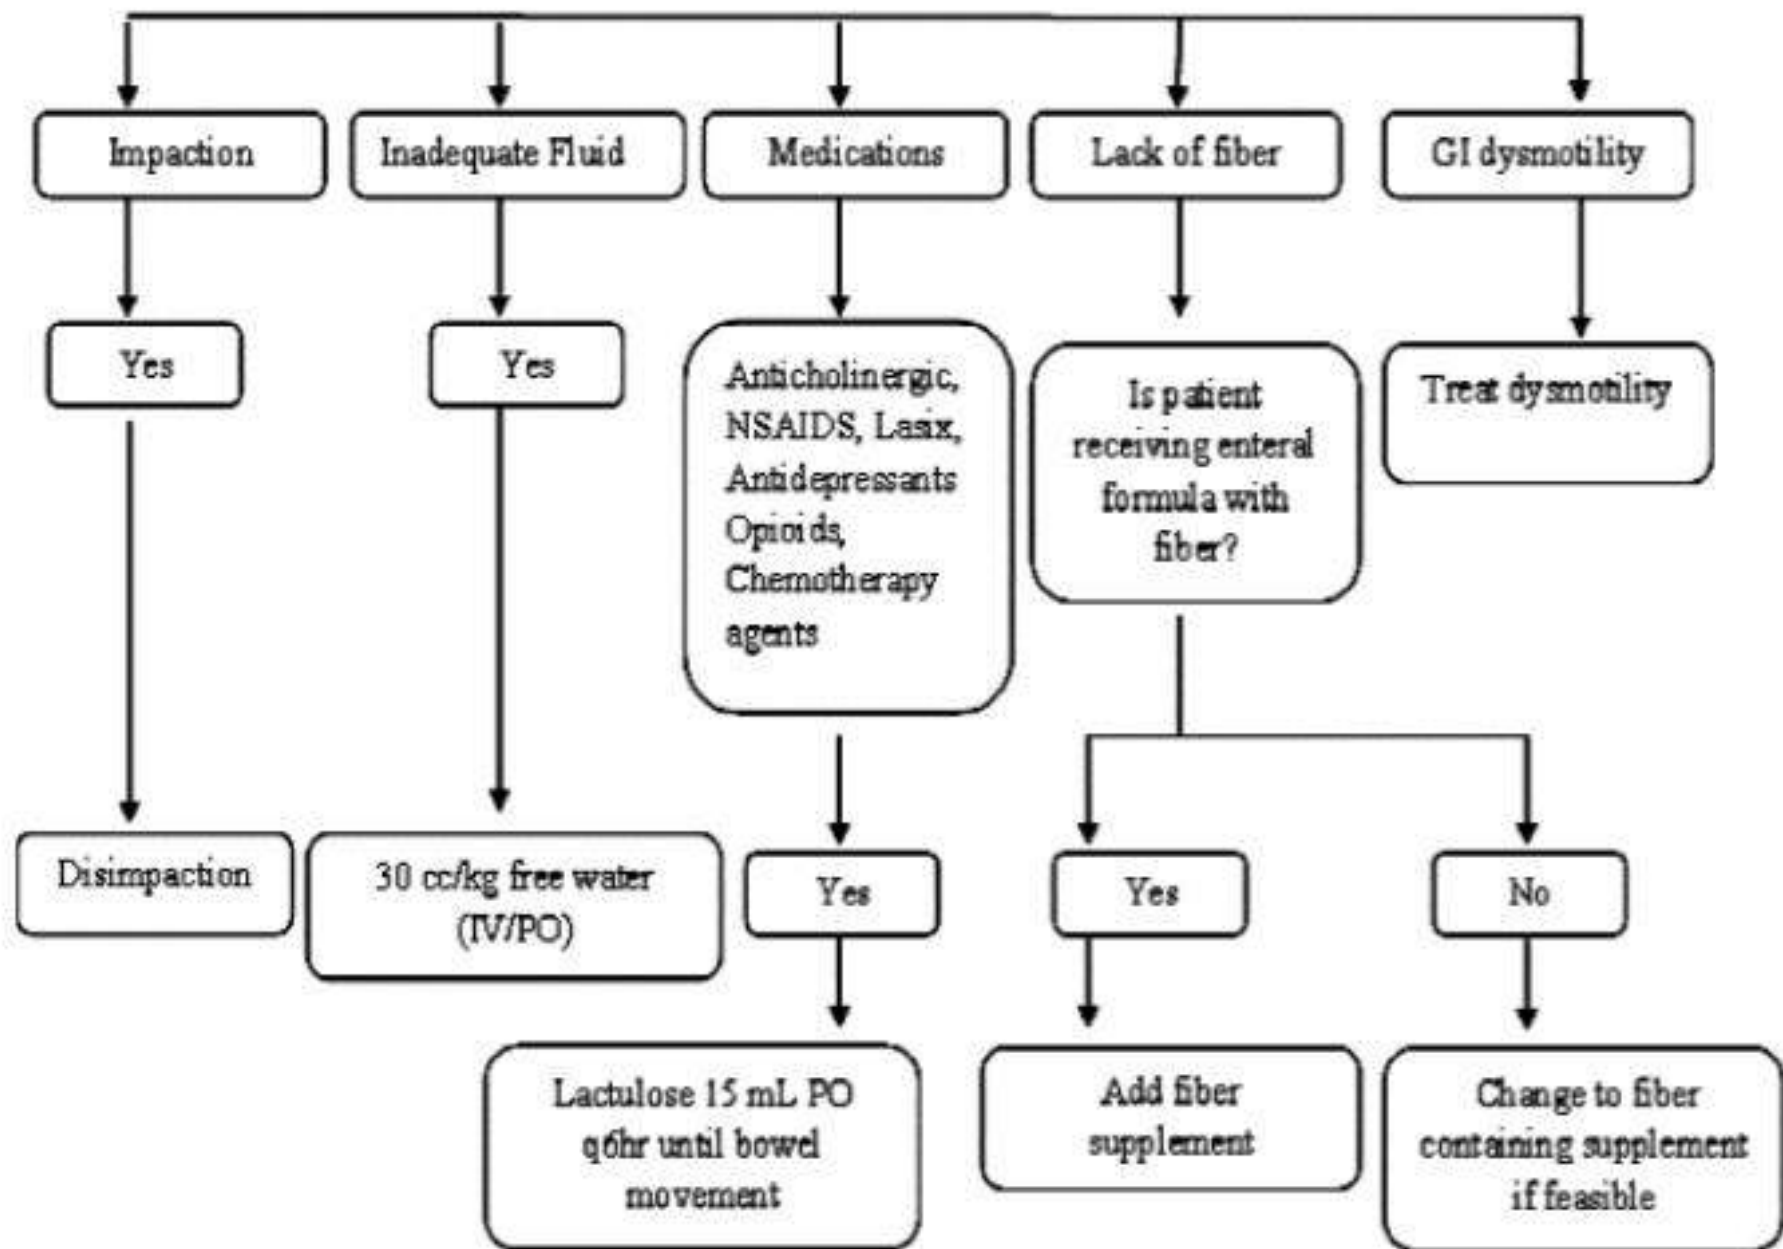 Impaction
Inadequate Fluid
Medications
Lack of fiber
GI dysmotility
Yes
Yes
Anticholinergic,
NSAIDS, Lasix,
Antidepressants
Opioids,
Chemotherapy
agents
Is patient
receiving enteral
formula with
fiber?
Treat dysmotility
Disimpaction
30 cc/kg free water
(IV/PO)
Yes
Yes
No
Lactulose 15 mL PO
q6hr until bowel
movement
Add fiber
supplement
Change to fiber
containing supplement
if feasible